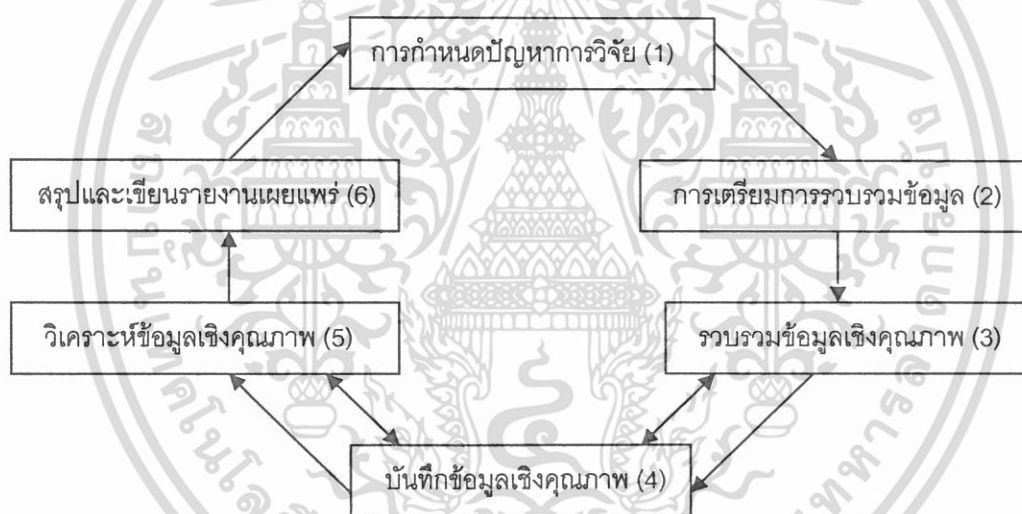 การกำหนดปัญหาการวิจัย (1)
การเตรียมการรวบรวมข้อมูล (2)
รวบรวมข้อมูลเชิงคุณภาพ (3)
บันทึกข้อมูลเชิงคุณภาพ (4)
วิเคราะห์ข้อมูลเชิงคุณภาพ (5)
สรุปและเขียนรายงานเผยแพร่ (6)